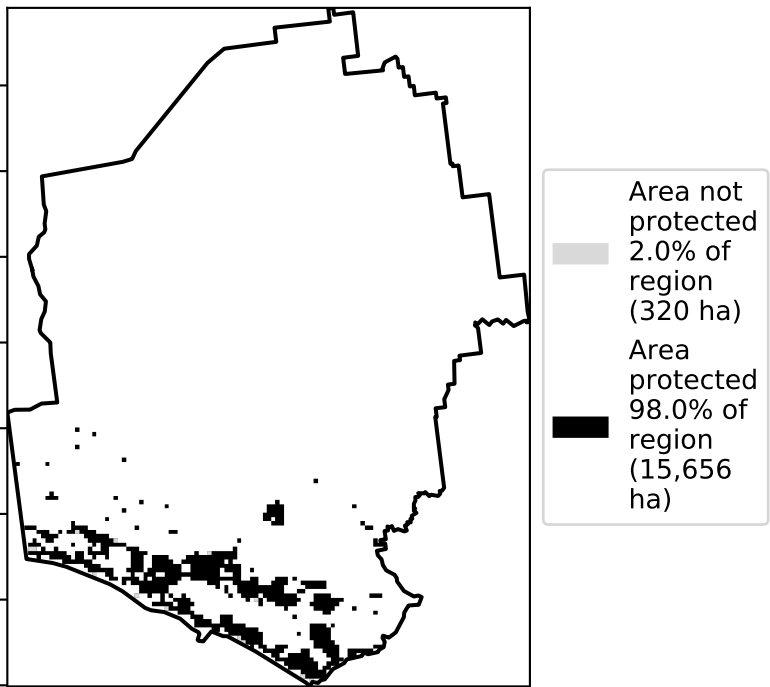 Area not
protected
2.0% of
region
(320 ha)
Area
protected
98.0% of
region
(15,656
ha)